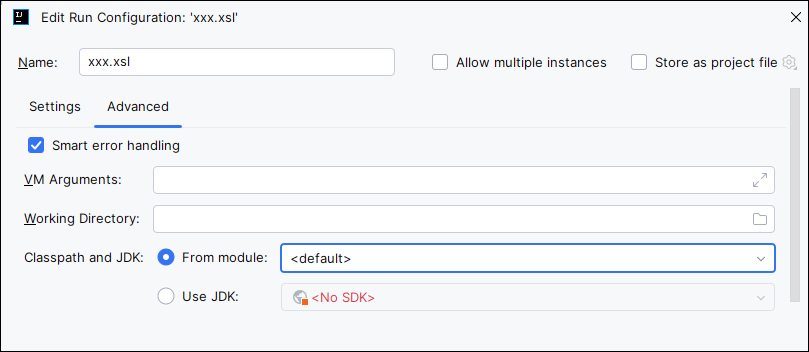 IJ Edit Run Configuration: 'xxx.xsl'
Name: xxx.xsl Allow multiple instances Store as project file
Settings Advanced
Smart error handling
VM Arguments:
Working Directory:
Classpath and JDK: From module: <default>
Use JDK: <No SDK>